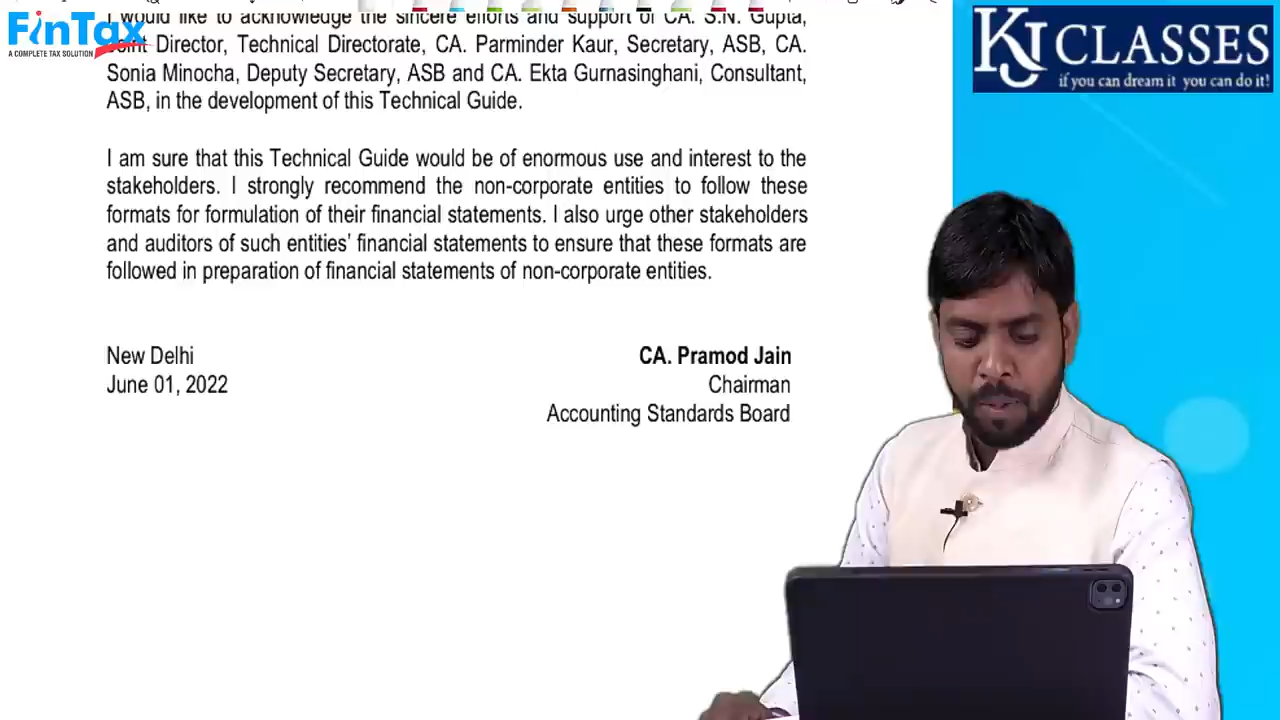 FinTax
A COMPLETE TAX SOLUTION
KJ CLASSES
if you can dream it you can do it!
I would like to acknowledge the sincere efforts and support of CA. S.N. Gupta,
Joint Director, Technical Directorate, CA. Parminder Kaur, Secretary, ASB, CA.
Sonia Minocha, Deputy Secretary, ASB and CA. Ekta Gurnasinghani, Consultant,
ASB, in the development of this Technical Guide.
I am sure that this Technical Guide would be of enormous use and interest to the
stakeholders. I strongly recommend the non-corporate entities to follow these
formats for formulation of their financial statements. I also urge other stakeholders
and auditors of such entities’ financial statements to ensure that these formats are
followed in preparation of financial statements of non-corporate entities.
New Delhi
June 01, 2022
CA. Pramod Jain
Chairman
Accounting Standards Board